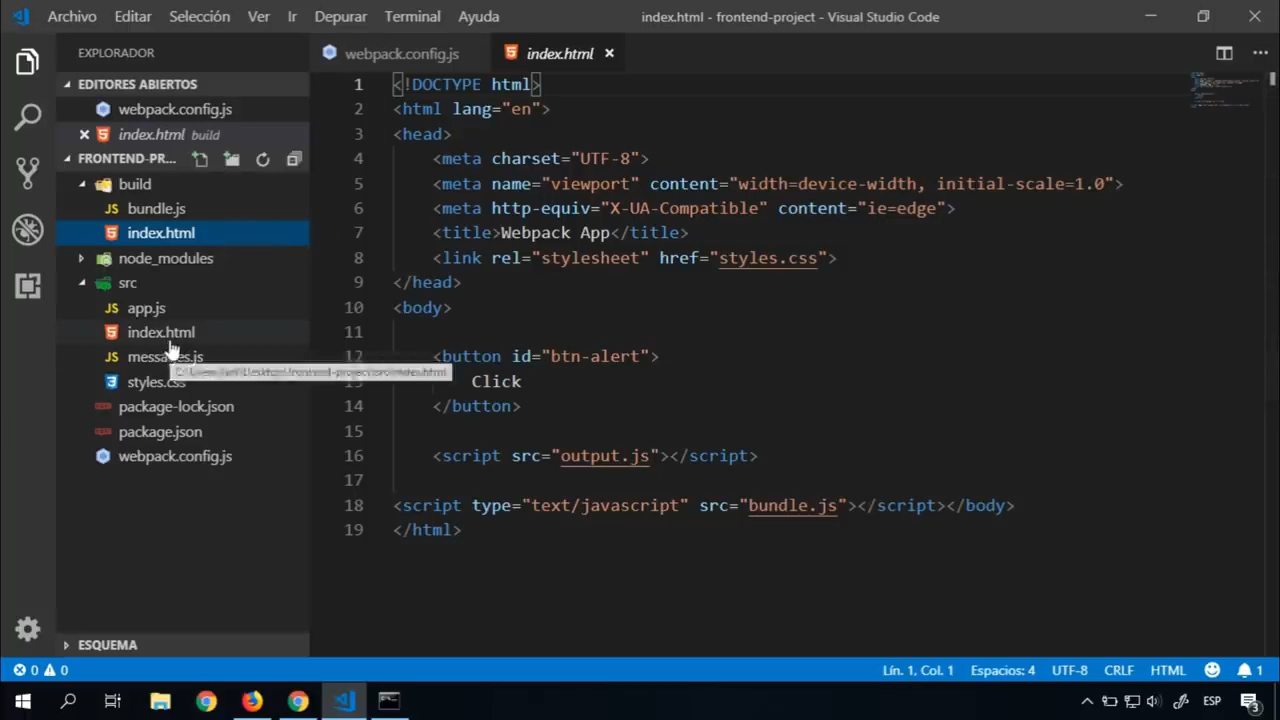 Archivo Editar Selección Ver Ir Depurar Terminal Ayuda index.html - frontend-project - Visual Studio Code
EXPLORADOR
webpack.config.js index.html
EDITORES ABIERTOS
webpack.config.js
index.html build
FRONTEND-PR...
build
JS bundle.js
index.html
node_modules
src
JS app.js
index.html
JS messages.js
styles.css
package-lock.json
package.json
webpack.config.js
ESQUEMA
1 <!DOCTYPE html>
2 <html lang="en">
3 <head>
4 <meta charset="UTF-8">
5 <meta name="viewport" content="width=device-width, initial-scale=1.0">
6 <meta http-equiv="X-UA-Compatible" content="ie=edge">
7 <title>Webpack App</title>
8 <link rel="stylesheet" href="styles.css">
9 </head>
10 <body>
11
12 <button id="btn-alert">
13 Click
14 </button>
15
16 <script src="output.js"></script>
17
18 <script type="text/javascript" src="bundle.js"></script></body>
19 </html>
0 0 Lín. 1, Col. 1 Espacios: 4 UTF-8 CRLF HTML 1
ESP 3